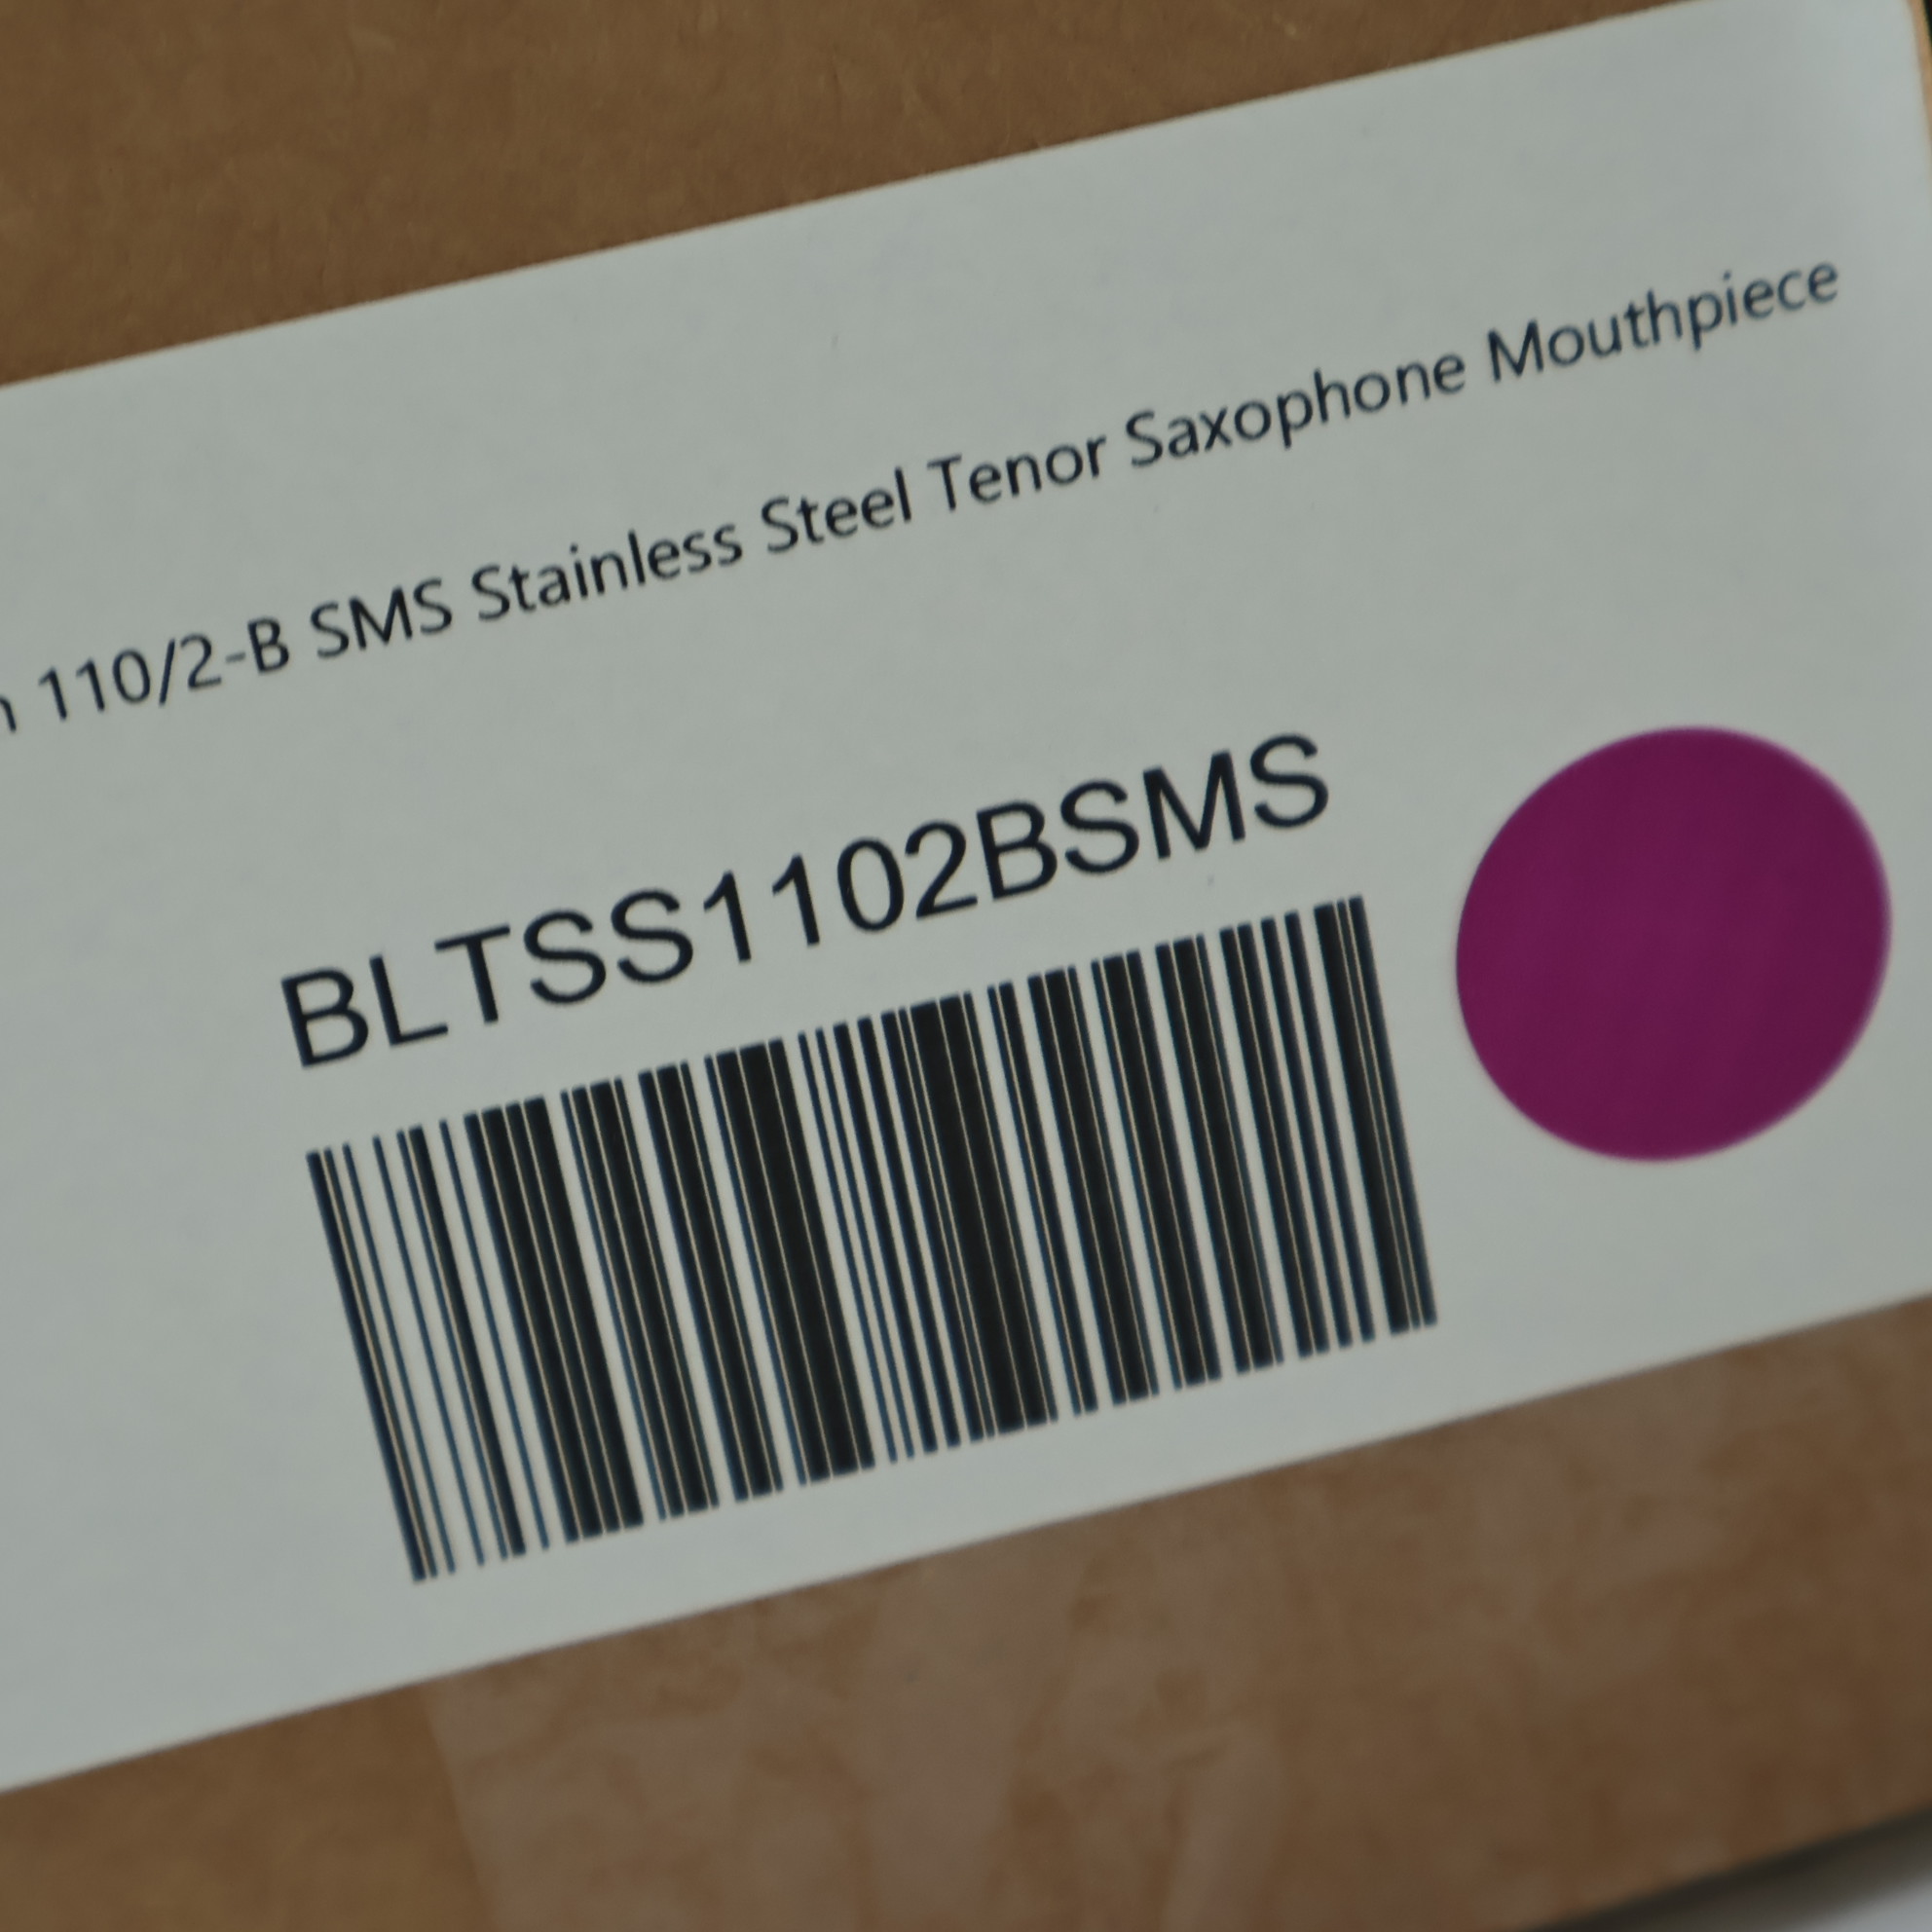 110/2-B SMS Stainless Steel Tenor Saxophone Mouthpiece
BLTSS1102BSMS